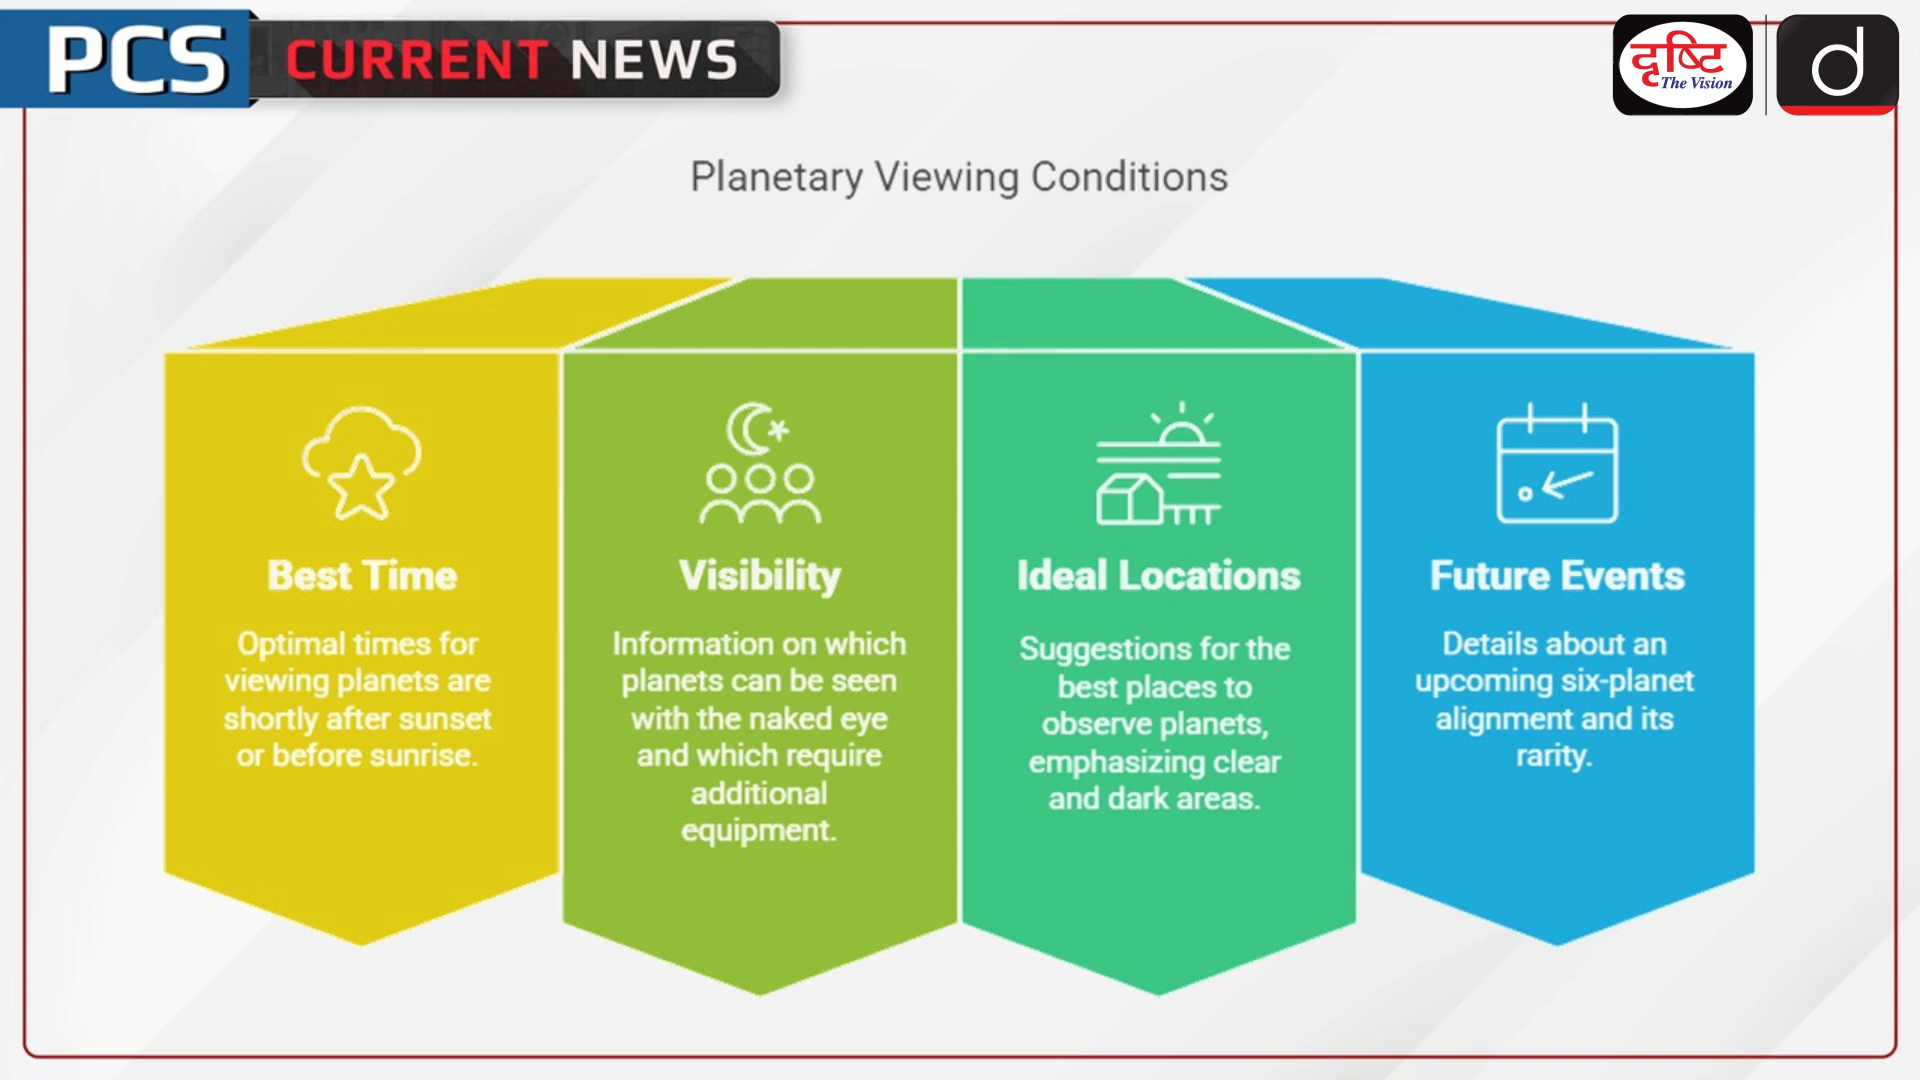 PCS CURRENT NEWS
दृष्टि
The Vision
d
Planetary Viewing Conditions
Best Time
Optimal times for
viewing planets are
shortly after sunset
or before sunrise.
Visibility
Information on which
planets can be seen
with the naked eye
and which require
additional
equipment.
Ideal Locations
Suggestions for the
best places to
observe planets,
emphasizing clear
and dark areas.
Future Events
Details about an
upcoming six-planet
alignment and its
rarity.